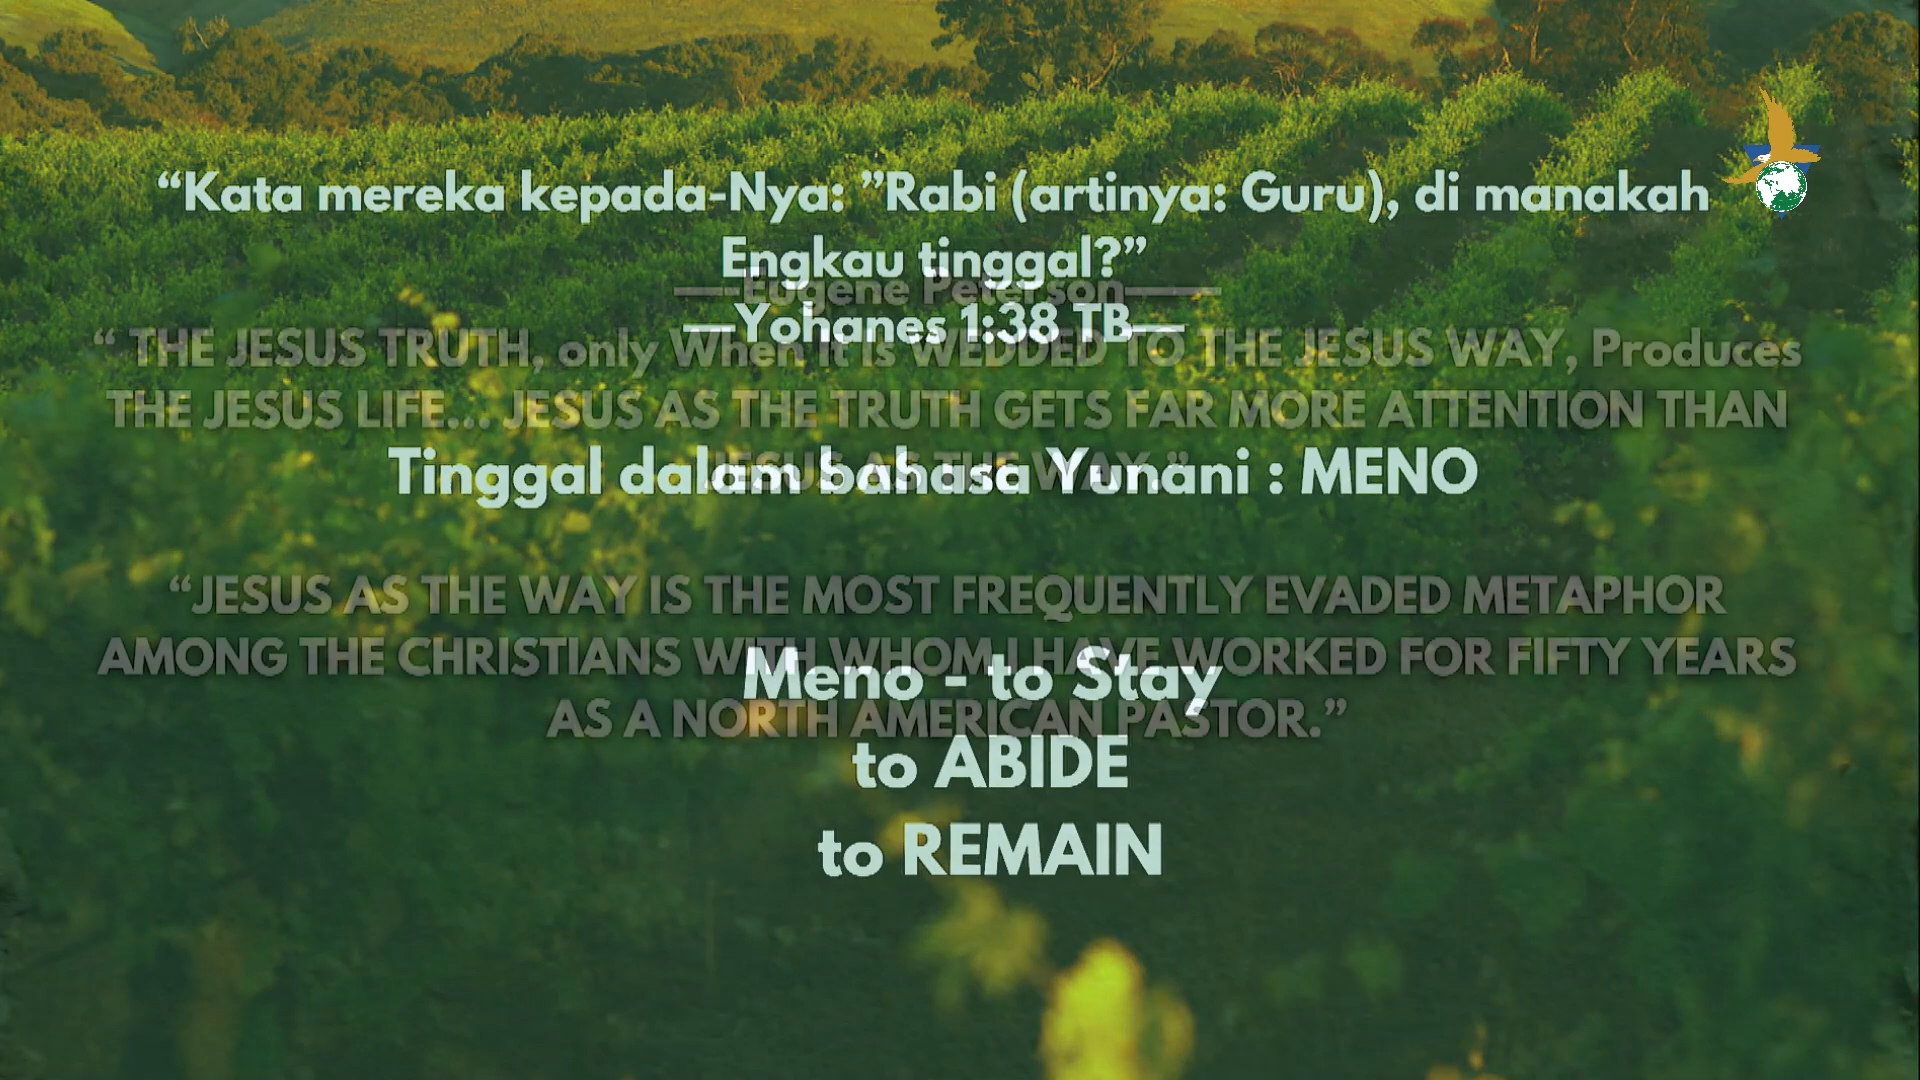 “Kata mereka kepada-Nya: ”Rabi (artinya: Guru), di manakah
Engkau tinggal?”
—Yohanes 1:38 TB—
Tinggal dalam bahasa Yunani : MENO
Meno - to Stay
to ABIDE
to REMAIN
——Eugene Peterson———
“ THE JESUS TRUTH, only When it is WEDDED TO THE JESUS WAY, Produces
THE JESUS LIFE... JESUS AS THE TRUTH GETS FAR MORE ATTENTION THAN
JESUS AS THE WAY.”
“JESUS AS THE WAY IS THE MOST FREQUENTLY EVADED METAPHOR
AMONG THE CHRISTIANS WITH WHOM I HAVE WORKED FOR FIFTY YEARS
AS A NORTH AMERICAN PASTOR.”